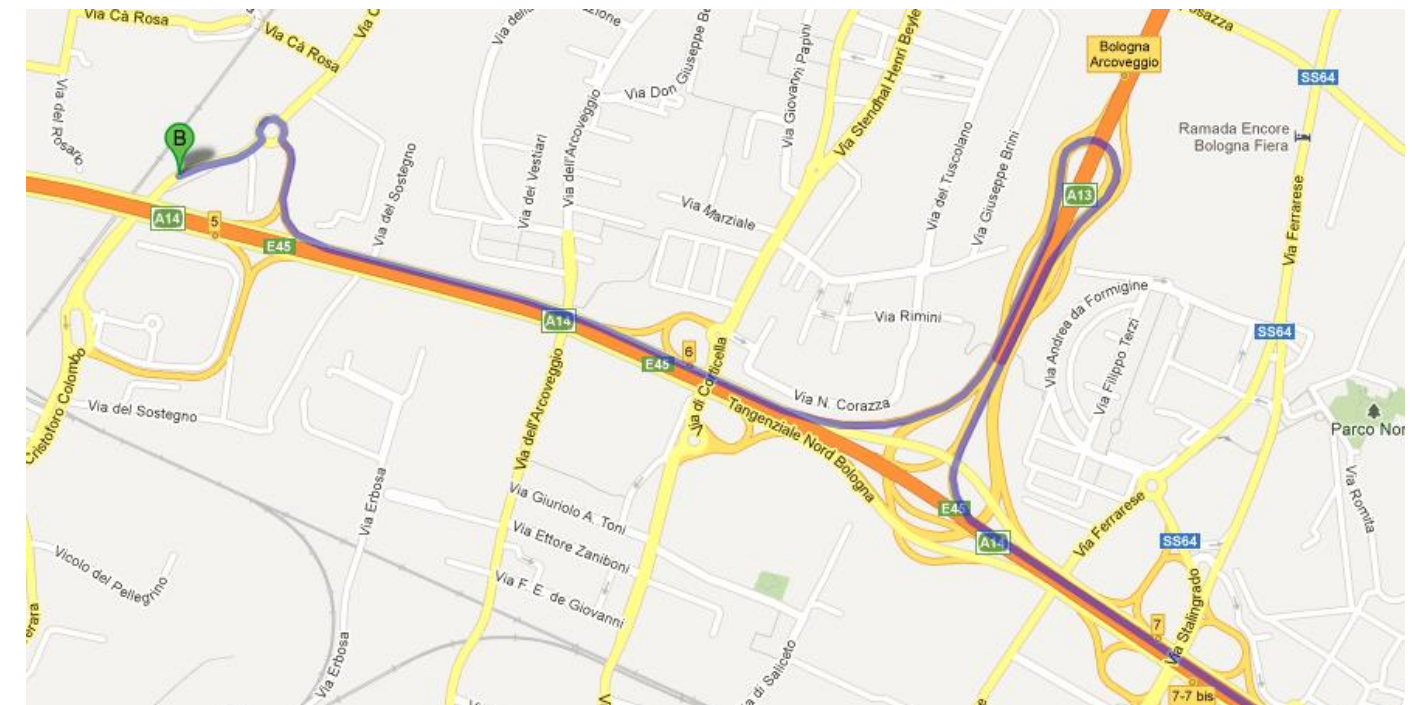 Via Cà Rosa
Via Cà Rosa
Via Don Giuseppe Be
Via Giovanni Papini
Via Stendhal Henri Beyle
Bologna
Arcoveggio
SS64
Via del Rosario
B
Via del Sostegno
Via dei Vestiari
Via dell'Arcoveggio
Via del Tuscolano
Via Giuseppe Brini
Ramada Encore
Bologna Fiera
Via Ferrarese
A13
Via Marziale
A14
5
E45
Via Andrea da Formigine
Via Filippo Terzi
A14
Via Rimini
SS64
6
E45
Via di Corticella
Cristoforo Colombo
Via del Sostegno
Via dell'Arcoveggio
Via N. Corazza
Tangenziale Nord Bologna
Parco Nor
Via Erbosa
Via Giuriolo A. Toni
E45
A14
Via Ferrarese
SS64
Via Romita
Via Ettore Zaniboni
Vicolo del Pellegrino
Via F. E. de Giovanni
Via Stalingrado
7
Via Erbosa
a di Saliceto
7-7 bis